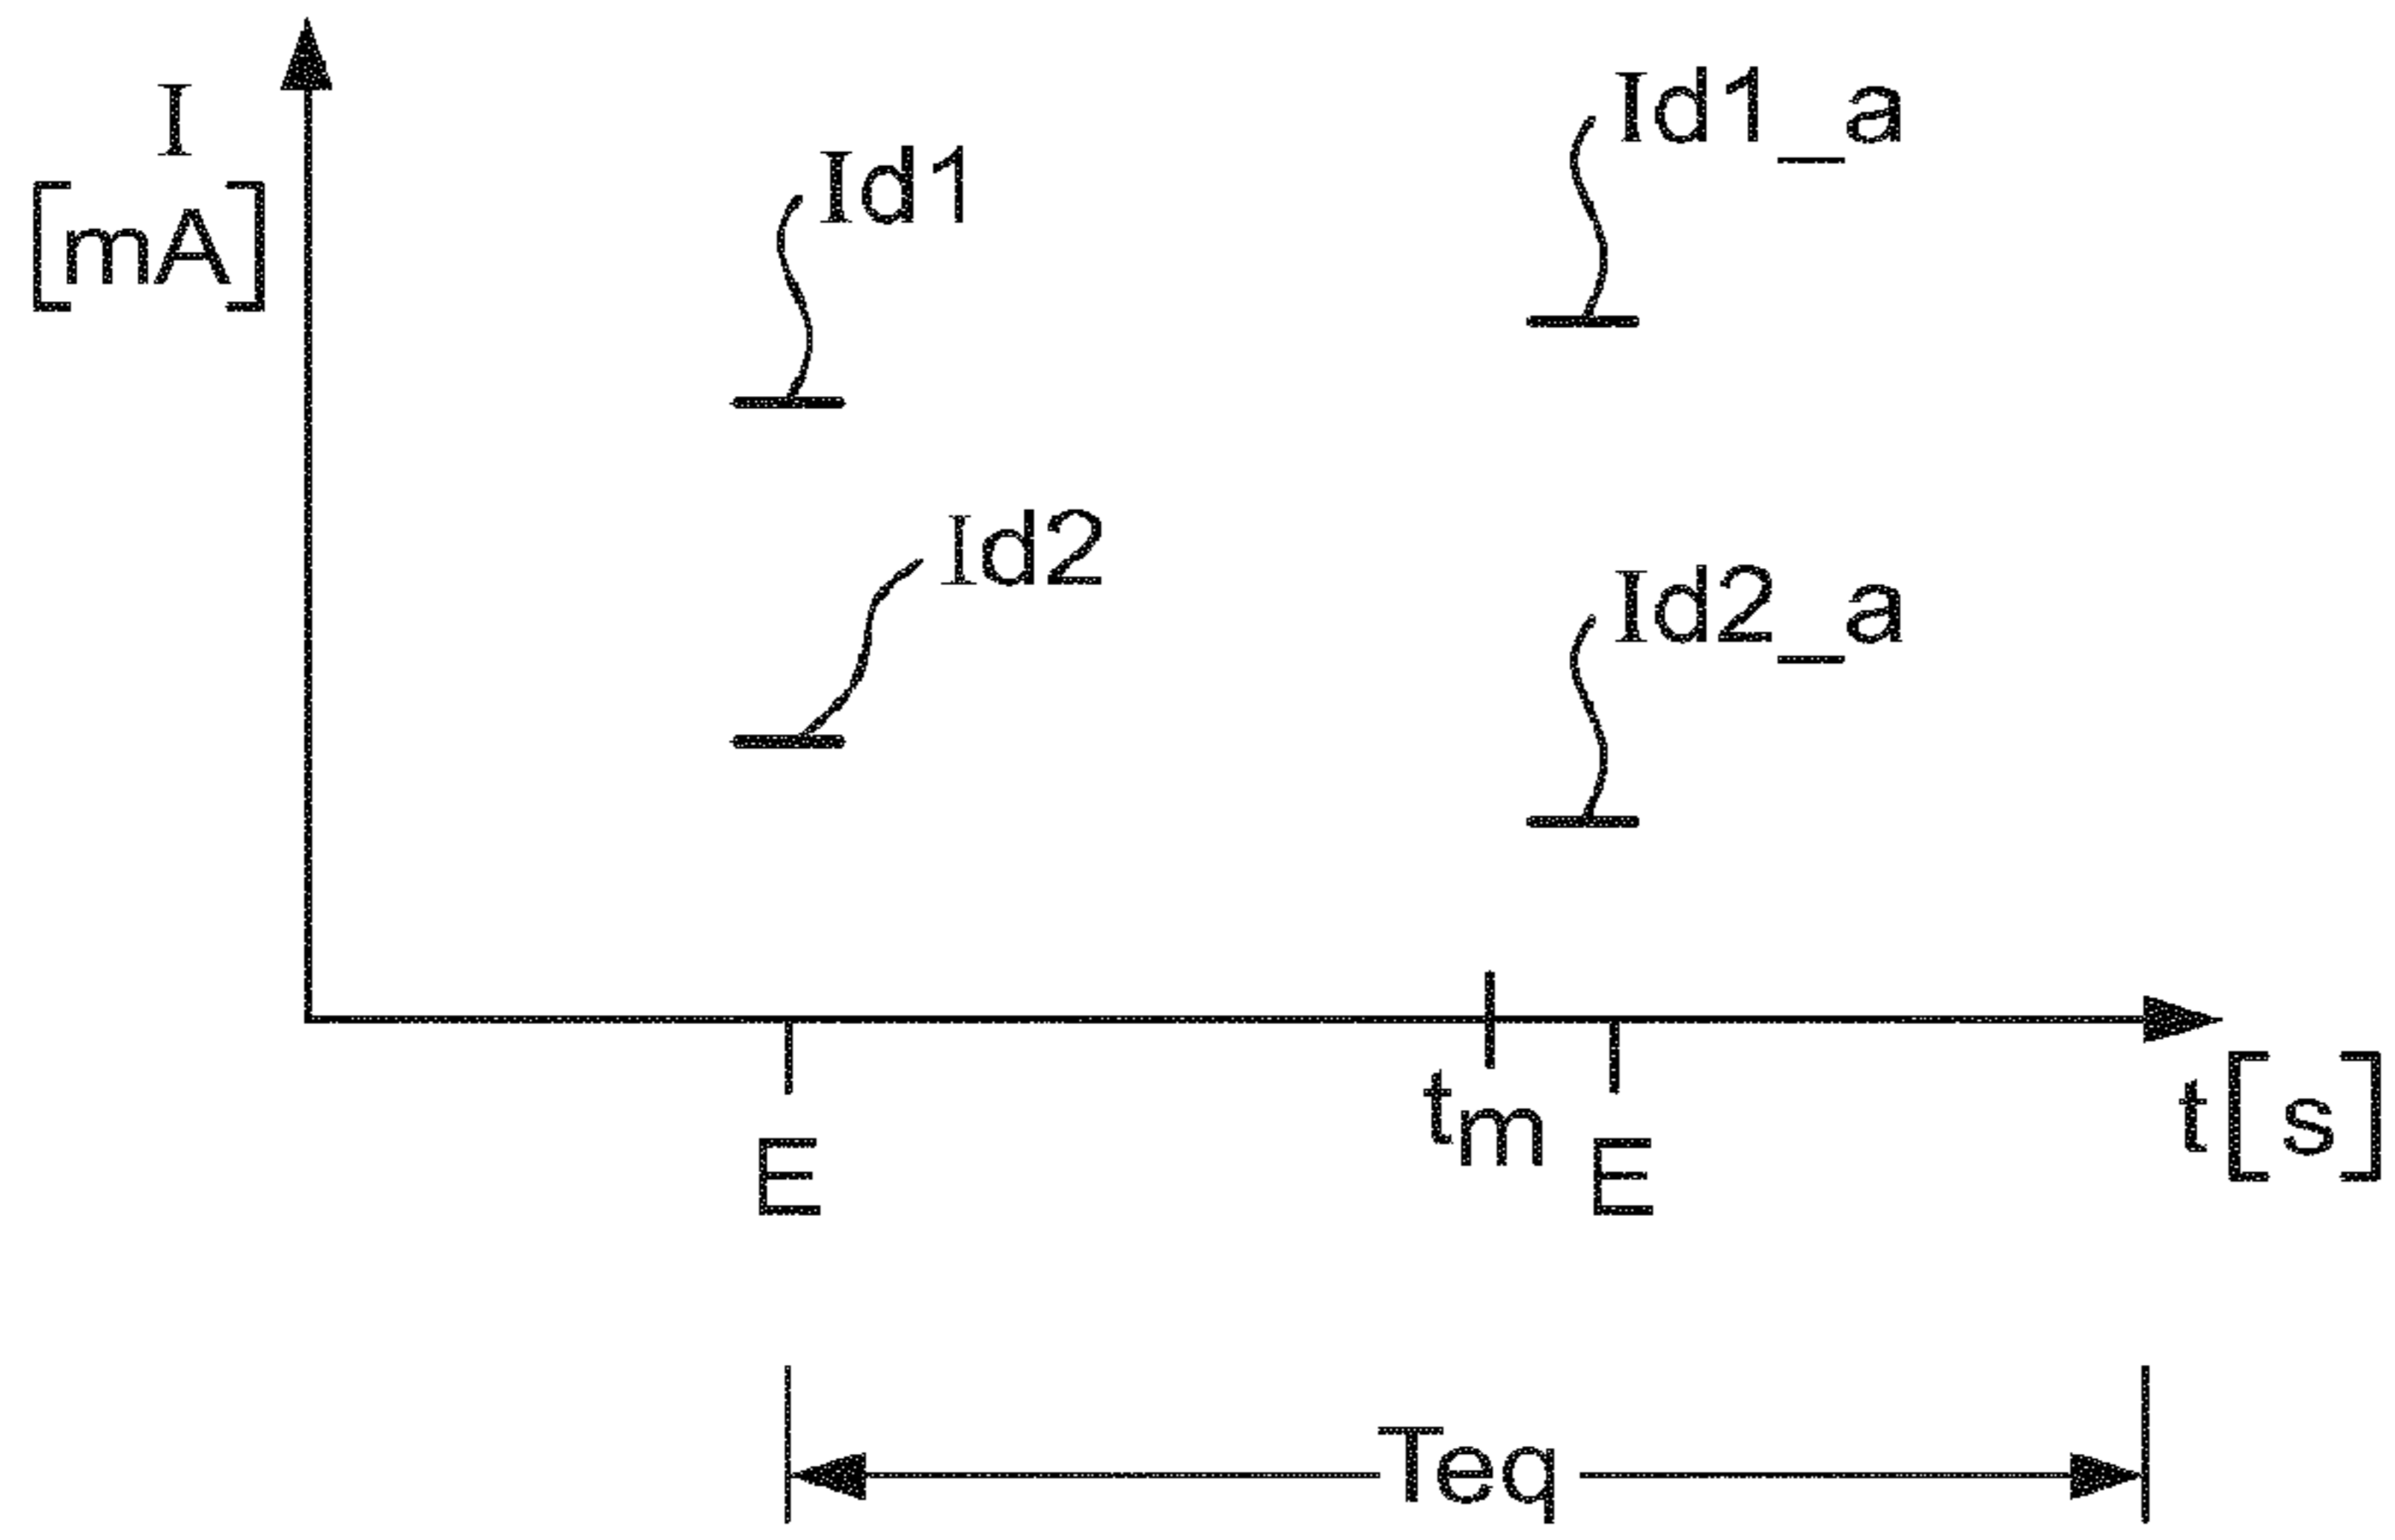 I
[mA]
Id1
Id1_a
Id2
Id2_a
tm
E
E
t[s]
Teq